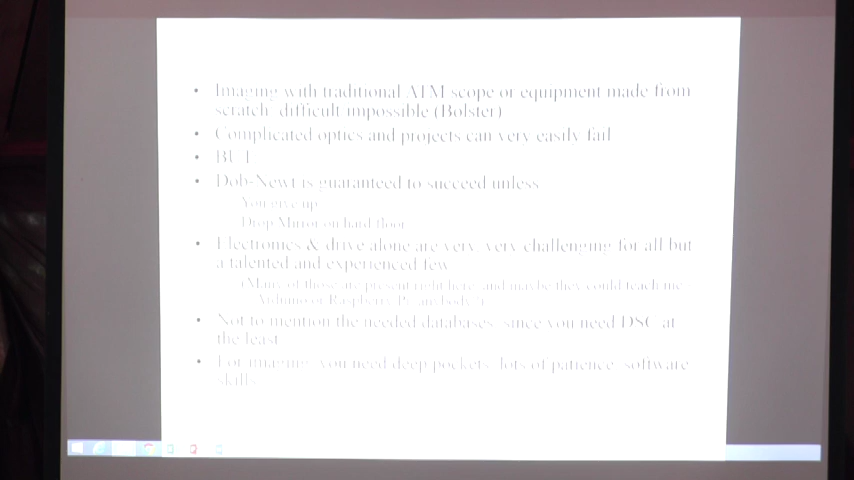 • Imaging with traditional ATM scope or equipment made from
scratch difficult impossible (Bolster)
• Complicated optics and projects can very easily fail
• BUT
• Dob-Newt is guaranteed to succeed unless
You give up
Drop Mirror on hard floor
• Electronics & drive alone are very, very challenging for all but
a talented and experienced few
(Many of those are present right here and maybe they could teach me
Arduino or Raspberry Pi, anybody?)
• Not to mention the needed databases, since you need DSC at
the least
• For imaging, you need deep pockets, lots of patience, software
skills